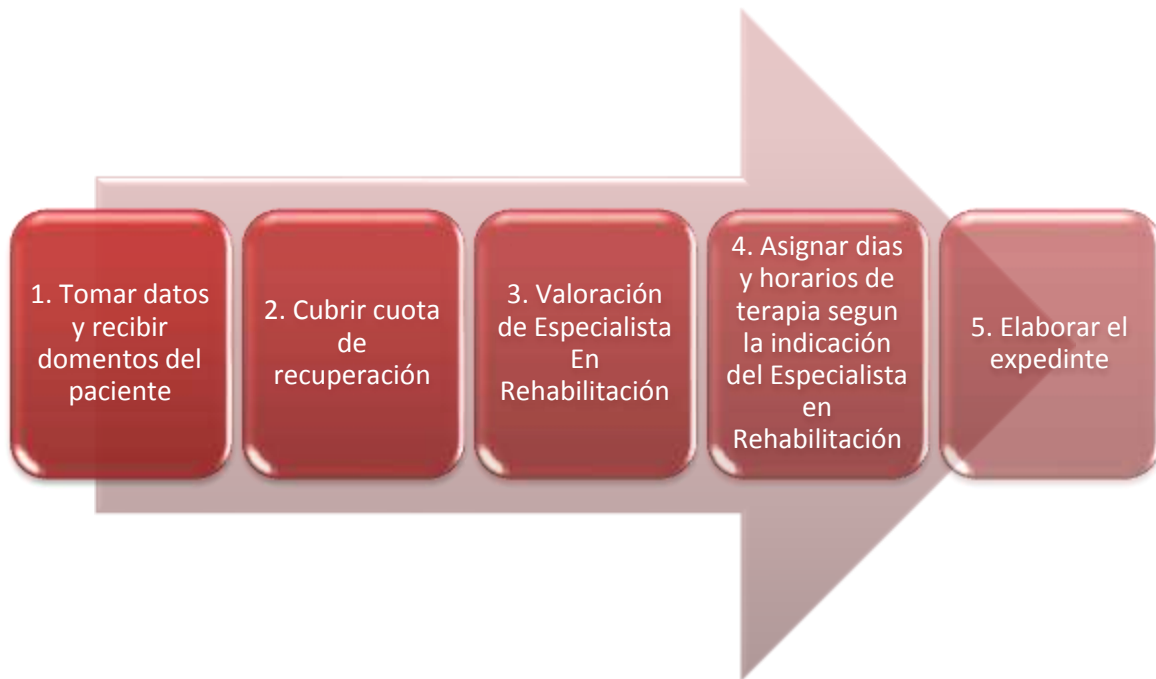 1. Tomar datos
y recibir
domentos del
paciente
2. Cubrir cuota
de
recuperación
3. Valoración
de Especialista
En
Rehabilitación
4. Asignar dias
y horarios de
terapia segun
la indicación
del Especialista
en
Rehabilitación
5. Elaborar el
expedinte